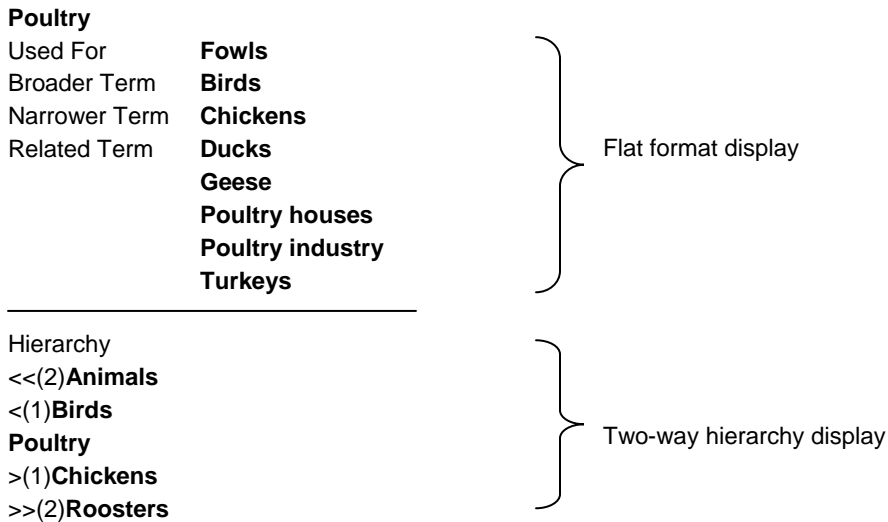 Poultry
Used For Fowls
Broader Term Birds
Narrower Term Chickens
Related Term Ducks
Geese
Poultry houses
Poultry industry
Turkeys
Flat format display
Hierarchy
<<(2)Animals
<(1)Birds
Poultry
>(1)Chickens
>>(2)Roosters
Two-way hierarchy display